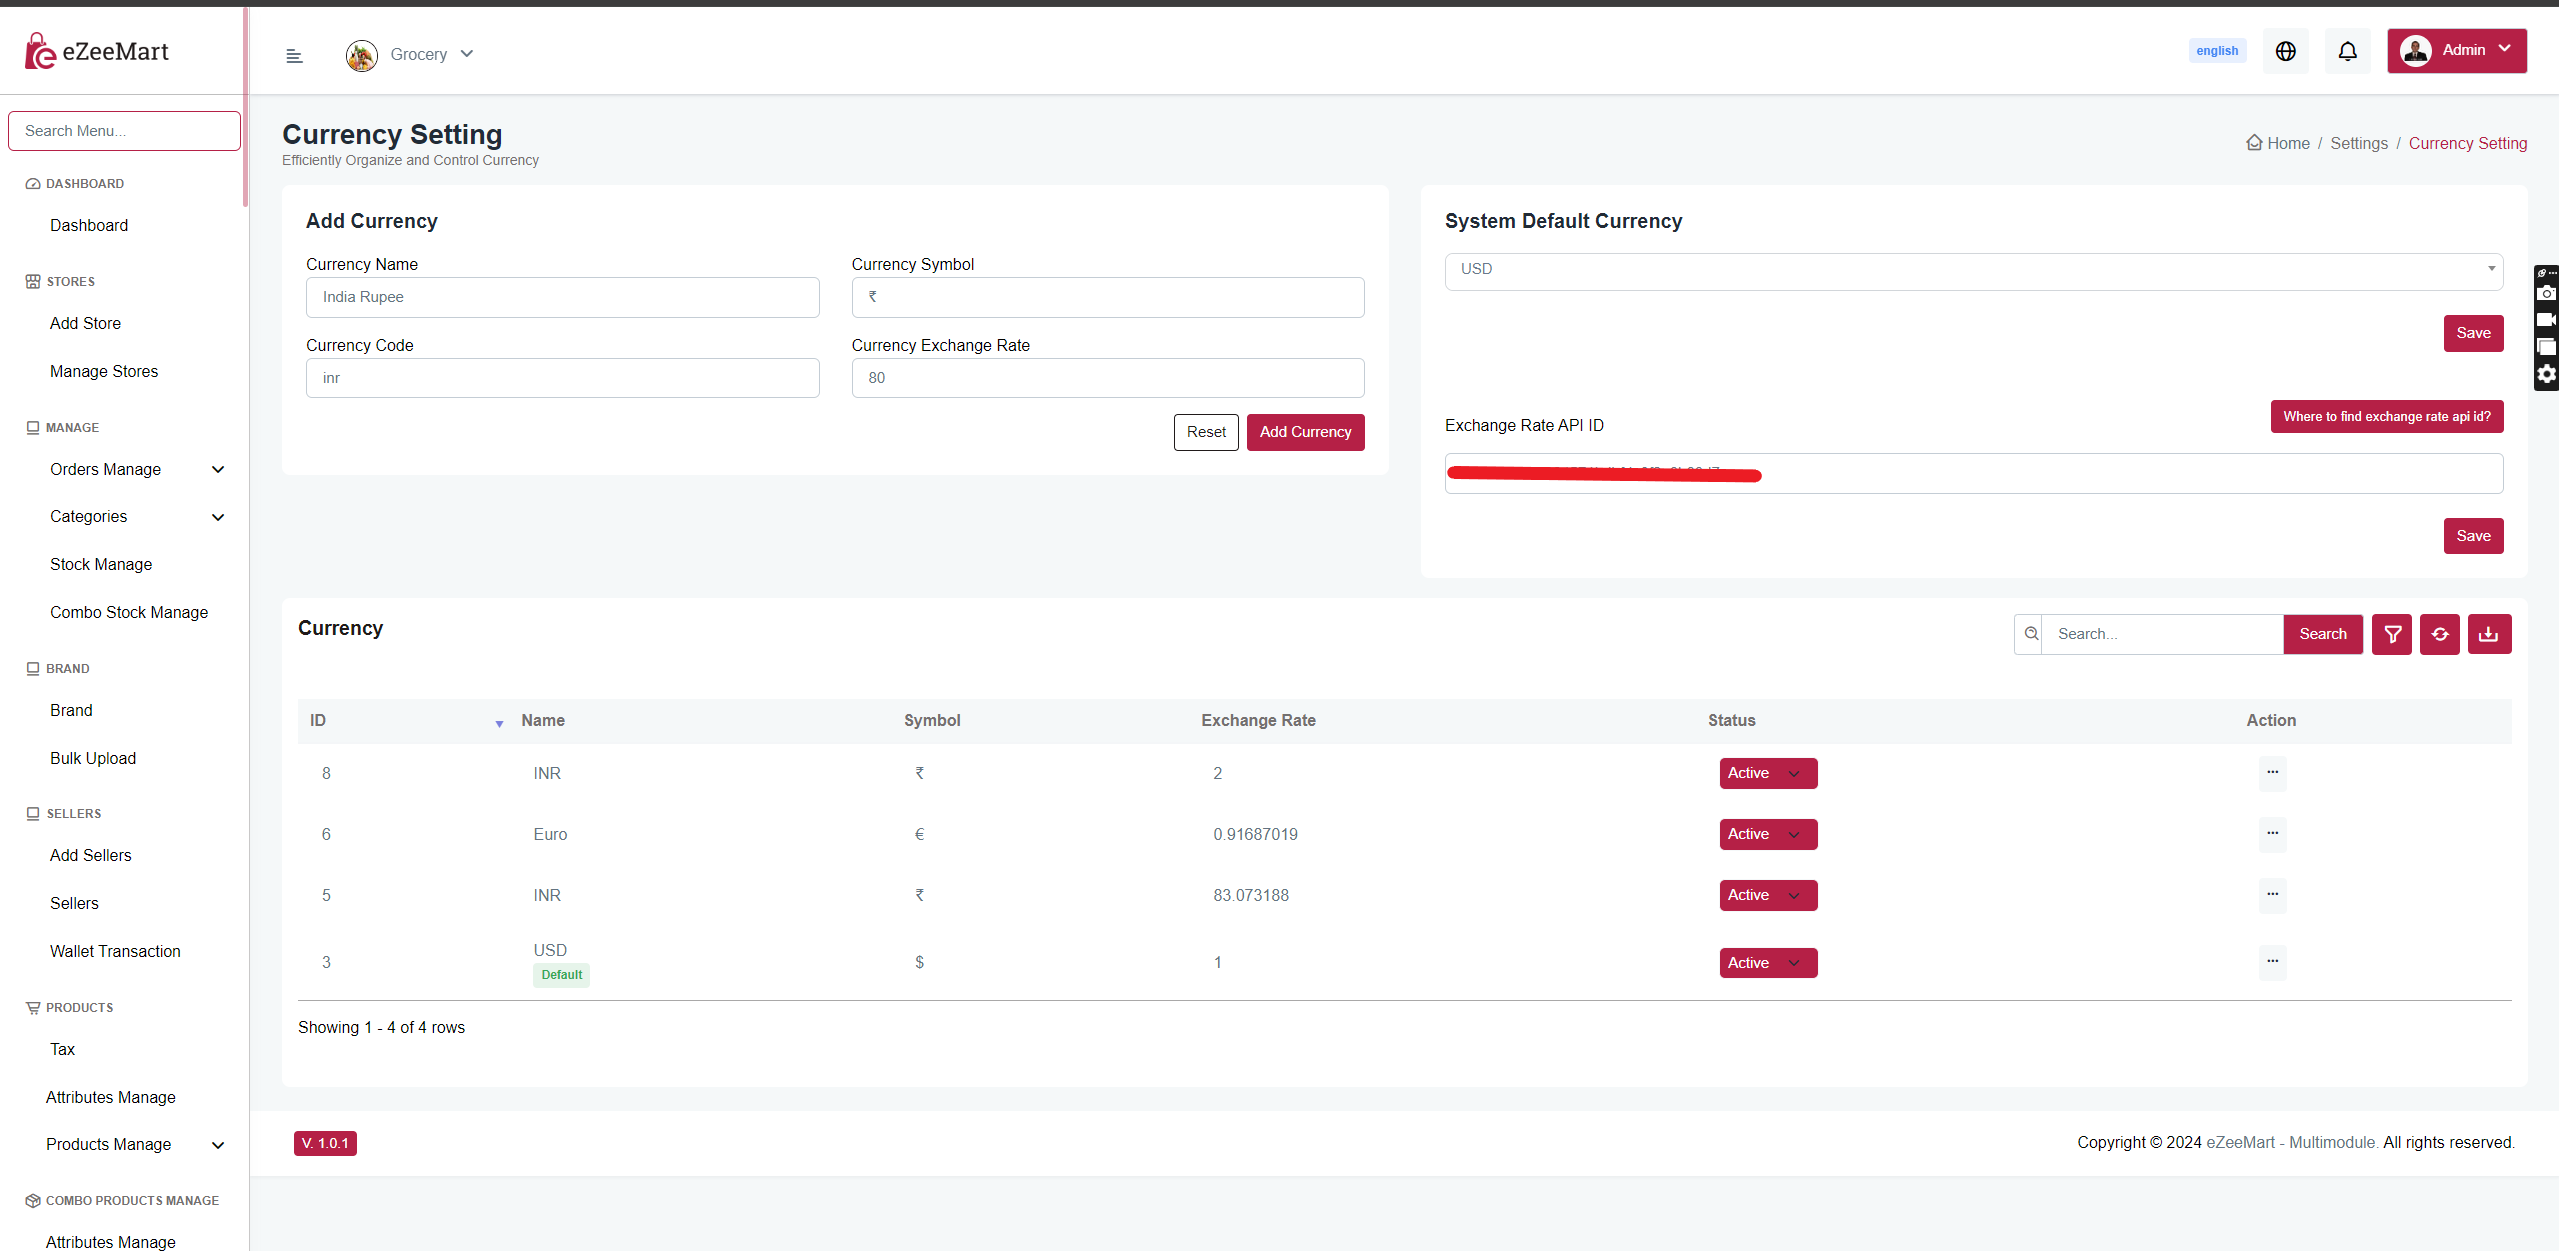 eZeeMart
Grocery
english
Admin
Search Menu...
DASHBOARD
Dashboard
STORES
Add Store
Manage Stores
MANAGE
Orders Manage
Categories
Stock Manage
Combo Stock Manage
BRAND
Brand
Bulk Upload
SELLERS
Add Sellers
Sellers
Wallet Transaction
PRODUCTS
Tax
Attributes Manage
Products Manage
COMBO PRODUCTS MANAGE
Attributes Manage
Currency Setting
Efficiently Organize and Control Currency
Home / Settings / Currency Setting
Add Currency
Currency Name
India Rupee
Currency Symbol
₹
Currency Code
inr
Currency Exchange Rate
80
Reset
Add Currency
System Default Currency
USD
Save
Exchange Rate API ID
Where to find exchange rate api id?
Save
Currency
Search...
Search
ID Name Symbol Exchange Rate Status Action
8 INR ₹ 2 Active ...
6 Euro € 0.91687019 Active ...
5 INR ₹ 83.073188 Active ...
3 USD Default $ 1 Active ...
Showing 1 - 4 of 4 rows
V. 1.0.1
Copyright © 2024 eZeeMart - Multimodule. All rights reserved.